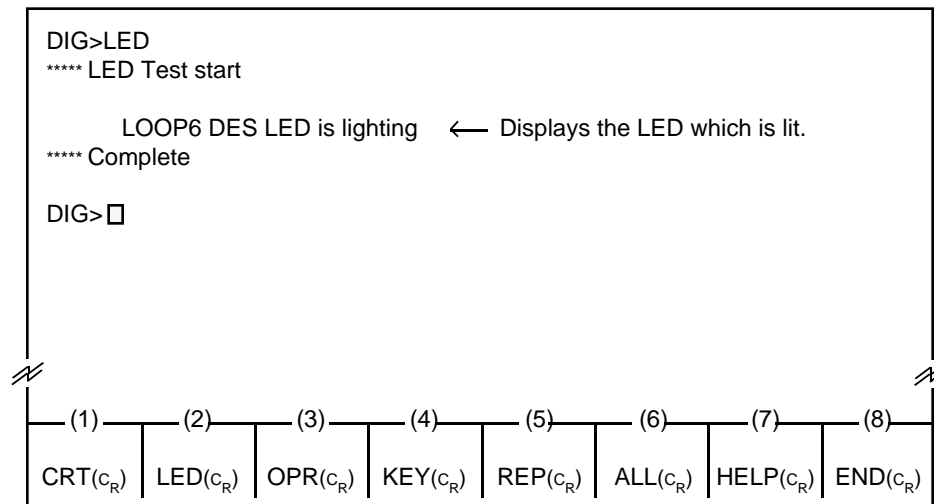 DIG>LED
***** LED Test start
LOOP6 DES LED is lighting ← Displays the LED which is lit.
***** Complete
DIG>□
(1) (2) (3) (4) (5) (6) (7) (8)
CRT(CR) LED(CR) OPR(CR) KEY(CR) REP(CR) ALL(CR) HELP(CR) END(CR)